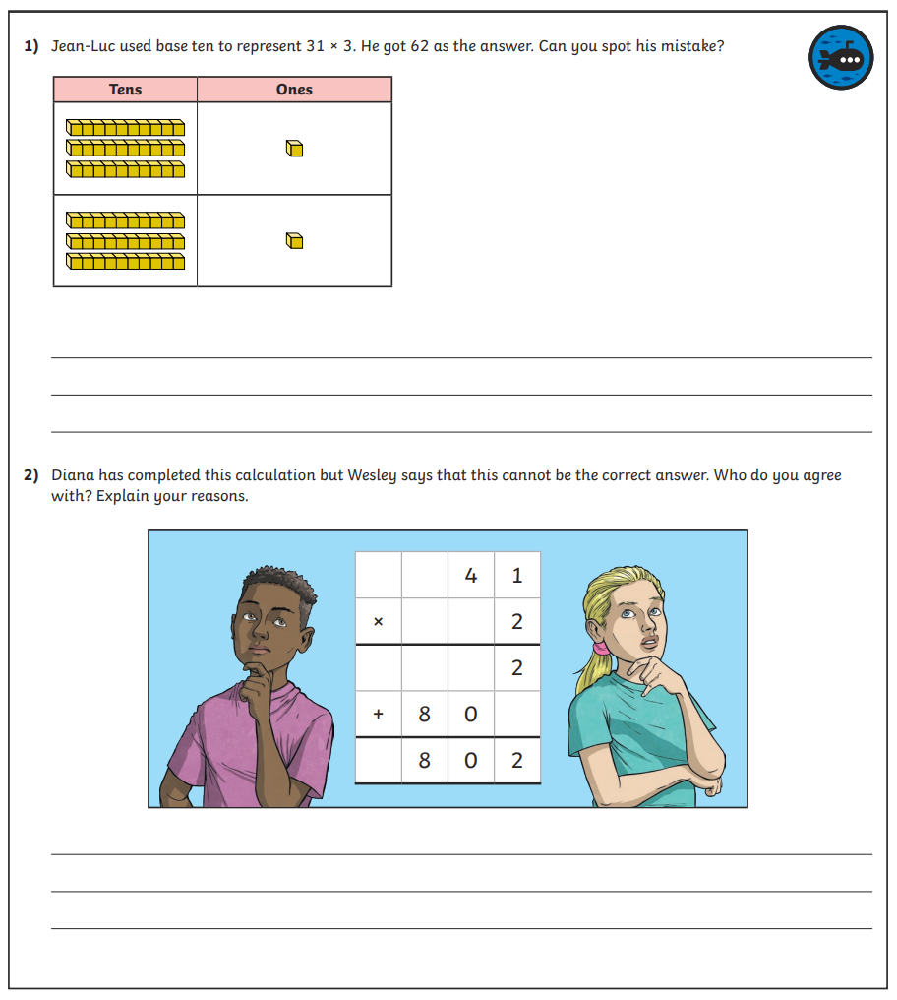 1) Jean-Luc used base ten to represent 31 × 3. He got 62 as the answer. Can you spot his mistake?
Tens Ones
2) Diana has completed this calculation but Wesley says that this cannot be the correct answer. Who do you agree
with? Explain your reasons.
4 1
× 2
2
+ 8 0
8 0 2